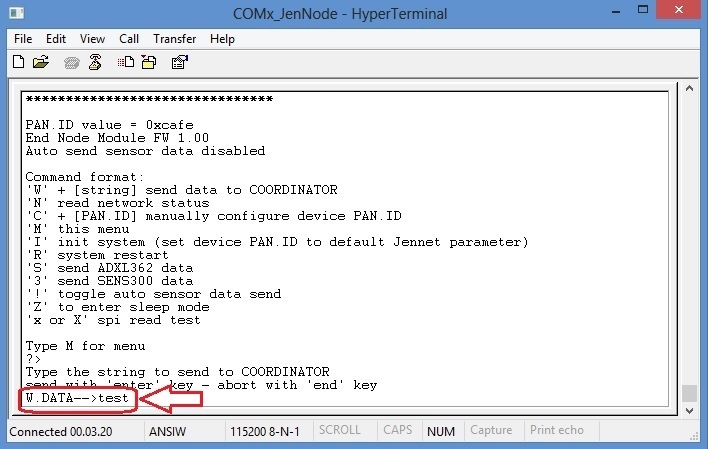 COMx_JenNode - HyperTerminal
File Edit View Call Transfer Help
*******************************
PAN.ID value = 0xcafe
End Node Module FW 1.00
Auto send sensor data disabled
Command format:
'W' + [string] send data to COORDINATOR
'N' read network status
'C' + [PAN.ID] manually configure device PAN.ID
'M' this menu
'I' init system (set device PAN.ID to default Jennet parameter)
'R' system restart
'S' send ADXL362 data
'3' send SENS300 data
'!' toggle auto sensor data send
'Z' to enter sleep mode
'x or X' spi read test
Type M for menu
?>
Type the string to send to COORDINATOR
send with 'enter' key - abort with 'end' key
W.DATA-->test
Connected 00.03.20 ANSIW 115200 8-N-1 SCROLL CAPS NUM Capture Print echo